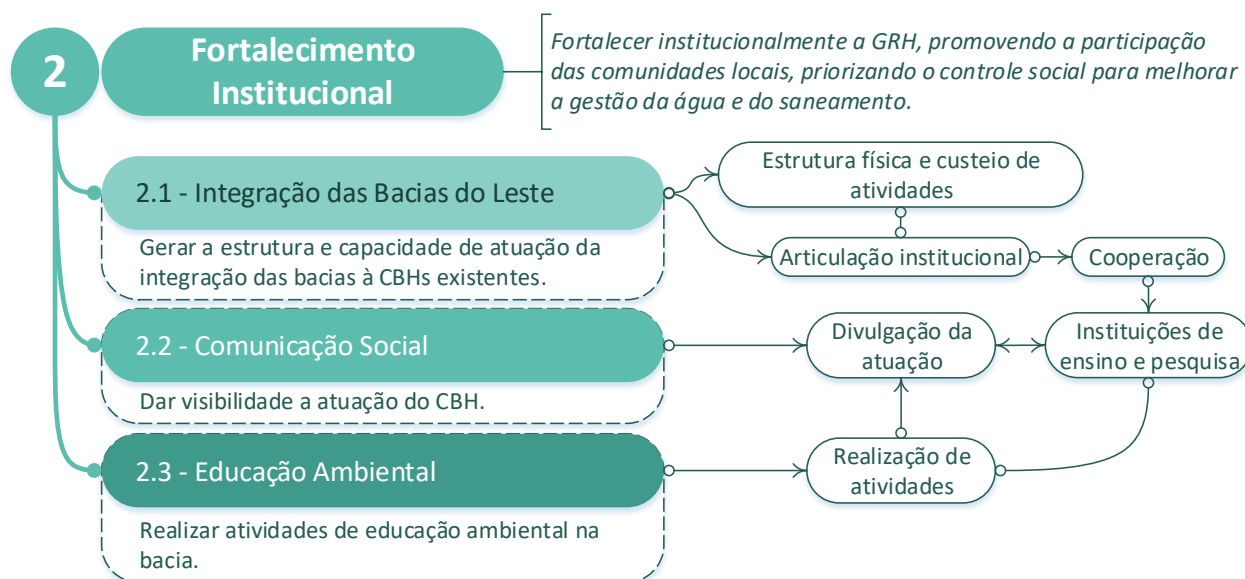 2
Fortalecimento
Institucional
Fortalecer institucionalmente a GRH, promovendo a participação
das comunidades locais, priorizando o controle social para melhorar
a gestão da água e do saneamento.
2.1 - Integração das Bacias do Leste
Gerar a estrutura e capacidade de atuação da
integração das bacias à CBHs existentes.
Estrutura física e custeio de
atividades
Articulação institucional
Cooperação
2.2 - Comunicação Social
Dar visibilidade a atuação do CBH.
Divulgação da
atuação
Instituições de
ensino e pesquisa
2.3 - Educação Ambiental
Realizar atividades de educação ambiental na
bacia.
Realização de
atividades